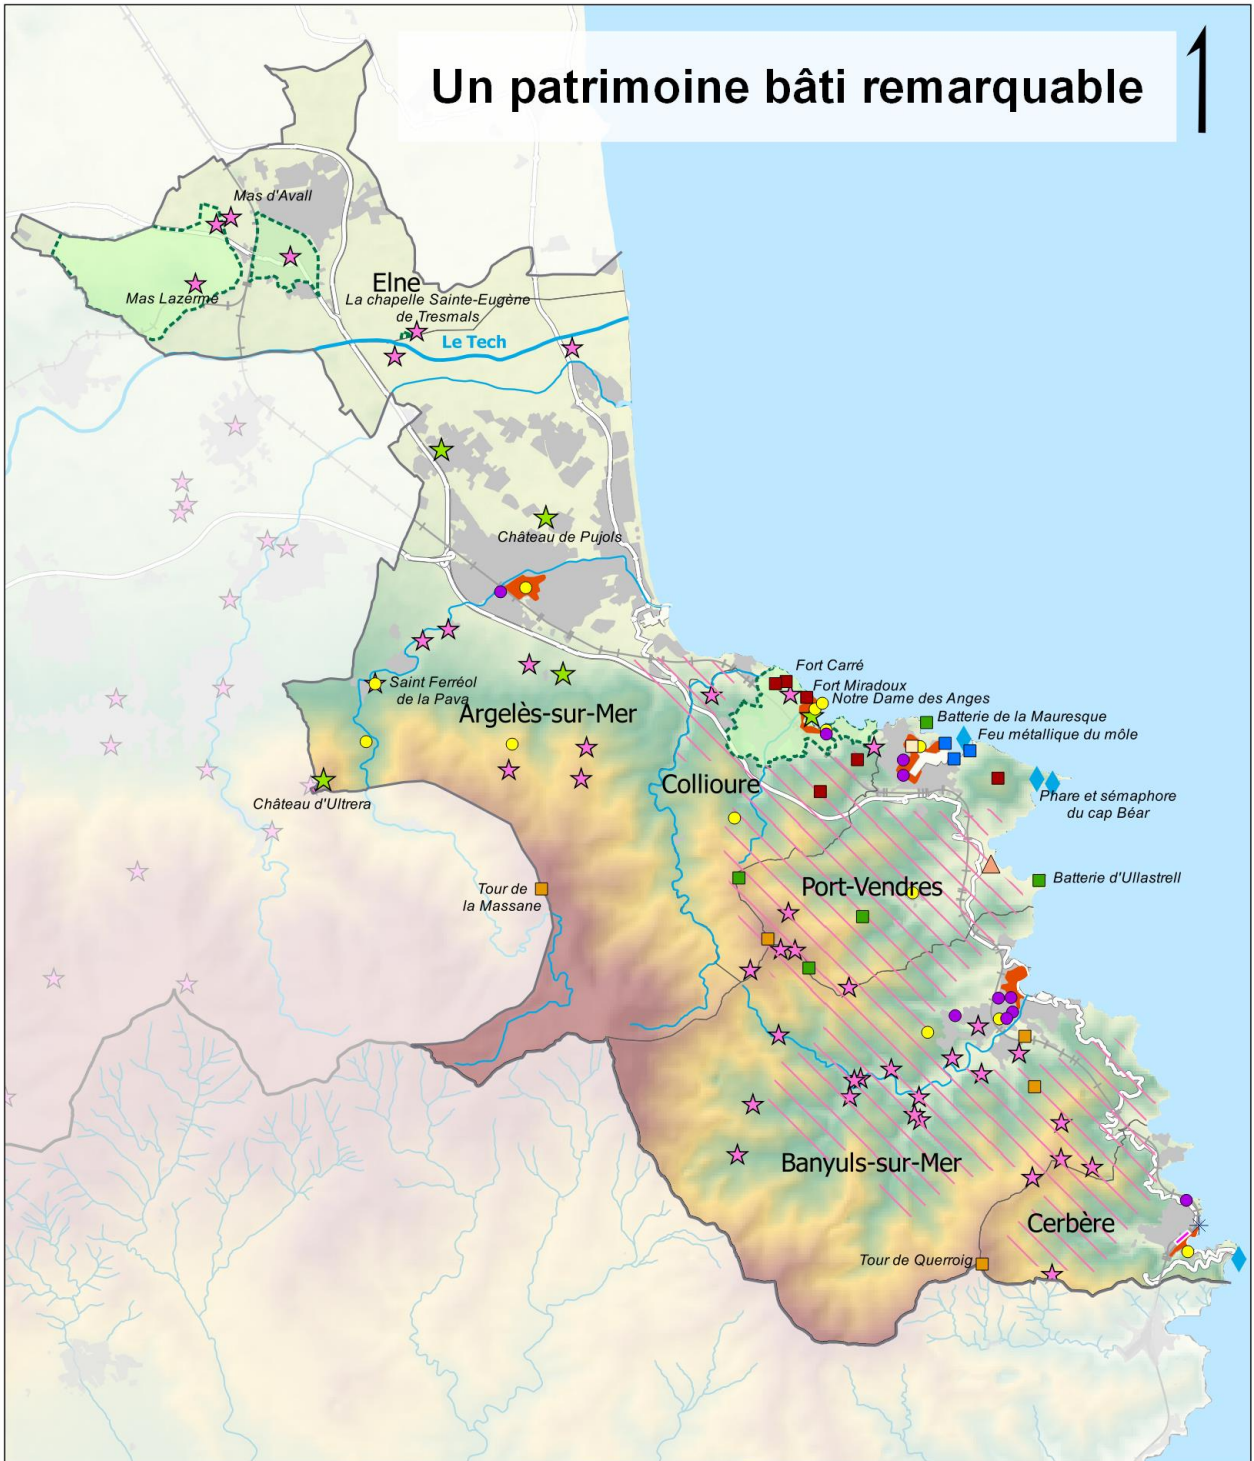 Un patrimoine bâti remarquable
Mas d'Avall
Elne
Mas Lazerme
La chapelle Sainte-Eugène
de Tresmals
Le Tech
Château de Pujols
Fort Carré
Saint Ferréol
de la Pava
Fort Miradoux
Notre Dame des Anges
Argelès-sur-Mer
Batterie de la Mauresque
Feu métallique du môle
Collioure
Château d'Ultrera
Phare et sémaphore
du cap Béar
Tour de
la Massane
Port-Vendres
Batterie d'Ullastrell
Banyuls-sur-Mer
Cerbère
Tour de Querroig